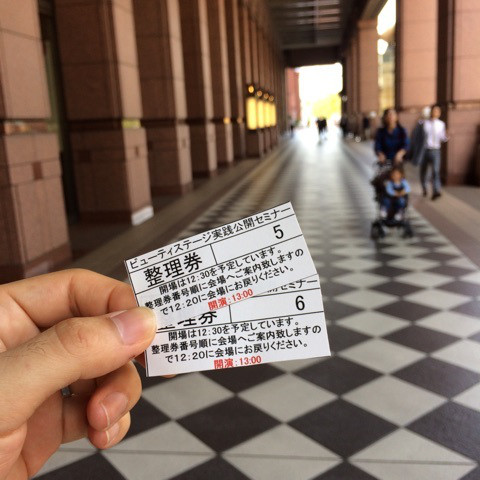 ビューティステージ実践公開セミナー
整理券 5
開場は12:30を予定しています。
整理券番号順に会場へご案内致しますの
で12:20に会場にお戻りください。
開演:13:00
セミナー
整理券 6
開場は12:30を予定しています。
整理券番号順に会場へご案内致しますの
で12:20に会場にお戻りください。
開演:13:00